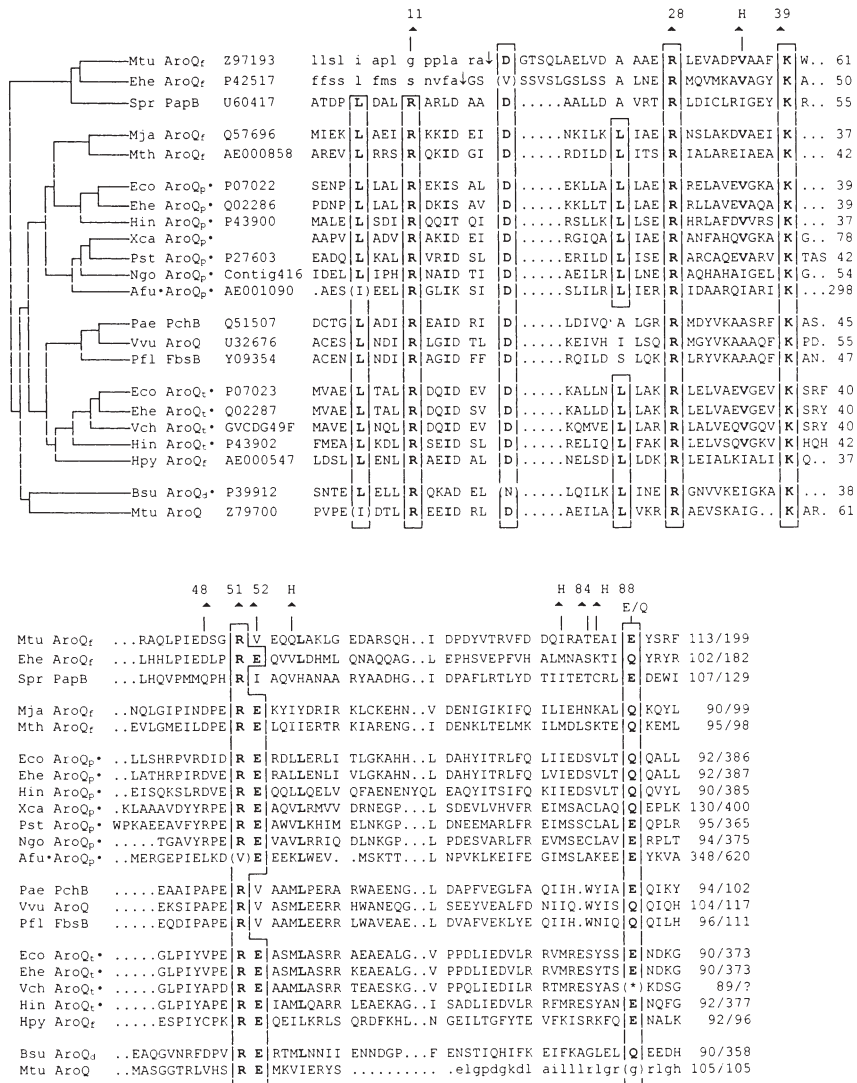 11 28 H 39
Mtu AroQf Z97193 llsl i apl g ppla ra↓ D GTSQLAELVD A AAE R LEVADPVAAF K W.. 61
Ehe AroQf P42517 ffss l fms s nvfa↓GS (V) SSVSLGSLSS A LNE R MQVMKAVAGY K A.. 55
Spr PapB U60417 ATDP L DAL R ARLD AA D .....AALLD A VRT R LDICLRIGEY K R.. 55
Mja AroQf Q57696 MIEK L AEI R KKID EI D .....NKILK L IAE R NSLAKDVAEI K ... 37
Mth AroQf AE000858 AREV L RRS R QKID GI D .....RDILD L ITS R IALAREIAEA K ... 42
Eco AroQp• P07022 SENP L LAL R EKIS AL D .....EKLLA L LAE R RELAVEVGKA K ... 39
Ehe AroQp• Q02286 PDNP L LAL R DKIS AV D .....KKLLT L LAE R RLLAVEVAQA K ... 39
Hin AroQp• P43900 MALE L SDI R QQIT QI D .....RSLLK L LSE R HRLAFDVVRS K ... 37
Xca AroQp• AAPV L ADV R AKID EI D .....RGIQA L IAE R ANFAHQVGKA K G.. 78
Pst AroQp• P27603 EADQ L KAL R VRID SL D .....ERILD L ISE R ARCAQEVARV K TAS 42
Ngo AroQp• Contig416 IDEL L IPH R NAID TI D .....AEILR L LNE R AQHAHAIGEL K G.. 54
Afu•AroQp• AE001090 .AES (I) EEL R GLIK SI D .....SLILR L IER R IDAARQIARI K ...298
Pae PchB Q51507 DCTG L ADI R EAID RI D .....LDIVQ A LGR R MDYVKAASRF K AS. 45
Vvu AroQ U32676 ACES L NDI R LGID TL D .....KEIVH I LSQ R MGYVKAAAQF K PD. 55
Pfl FbsB Y09354 ACEN L NDI R AGID FF D .....RQILD S LQK R LRYVKAAAQF K AN. 47
Eco AroQt• P07023 MVAE L TAL R DQID EV D .....KALLN L LAK R LELVAEVGEV K SRF 40
Ehe AroQt• Q02287 MVAE L TAL R DQID SV D .....KALLD L LAK R LELVAEVGEV K SRY 40
Vch AroQt• GVCDG49F MAVE L NQL R DQID EV D .....KQMVE L LAR R LALVEQVGQV K SRY 40
Hin AroQt• P43902 FMEA L KDL R SEID SL D .....RELIQ L FAK R LELVSQVGKV K HQH 42
Hpy AroQf AE000547 LDSL L ENL R AEID AL D .....NELSD L LDK R LEIALKIALI K Q.. 37
Bsu AroQd• P39912 SNTE L ELL R QKAD EL (N) .....LQILK L INE R GNVVKEIGKA K ... 38
Mtu AroQ Z79700 PVPE (I) DTL R EEID RL D .....AEILA L VKR R AEVSKAIG.. K AR. 61
48 51 52 H H 84 H 88
E/Q
Mtu AroQf ...RAQLPIEDSG R V EQQLAKLG EDARSQH..I DPDYVTRVFD DQIRATEAI E YSRF 113/199
Ehe AroQf ...LHHLPIEDLP R E QVVLDHML QNAQQAG..L EPHSVEPFVH ALMNASKTI Q YRYR 102/182
Spr PapB ...LHQVPMMQPH R I AQVHANAA RYAADHG..I DPAFLRTLYD TIITETCRL E DEWI 107/129
Mja AroQf ...NQLGIPINDPE R E KYIYDRIR KLCKEHN..V DENIGIKIFQ ILIEHNKAL Q KQYL 90/99
Mth AroQf ...EVLGMEILDPE R E LQIIERTR KIARENG..I DENKLTELMK ILMDLSKTE Q KEML 95/98
Eco AroQp• ..LLSHRPVRDID R E RDLLERLI TLGKAHH..L DAHYITRLFQ LIIEDSVLT Q QALL 92/386
Ehe AroQp• ..LATHRPIRDVE R E RALLENLI VLGKAHN..L DAHYITRLFQ LVIEDSVLT Q QALL 92/387
Hin AroQp• ..EISQKSLRDVE R E QQLLQELV QFAENENYQL EAQYITSIFQ KIIEDSVLT Q QVYL 90/385
Xca AroQp• .KLAAAVDYYRPE R E AQVLRMVV DRNEGP...L SDEVLVHVFR EIMSACLAQ Q EPLK 130/400
Pst AroQp• WPKAEEAVFYRPE R E AWVLKHIM ELNKGP...L DNEEMARLFR EIMSSCLAL E QPLR 95/365
Ngo AroQp• ....TGAVYRPE R E VAVLRRIQ DLNKGP...L PDESVARLFR EVMSECLAV E RPLT 94/375
Afu•AroQp• ..MERGEPIELKD (V) E EEKLWEV. .MSKTT...L NPVKLKEIFE GIMSLAKEE E YKVA 348/620
Pae PchB ....EAAIPAPE R V AAMLPERA RWAEENG..L DAPFVEGLFA QIIH.WYIA E QIKY 94/102
Vvu AroQ ....EKSIPAPE R V ASMLEERR HWANEQG..L SEEYVEALFD NIIQ.WYIS Q QIQH 104/117
Pfl FbsB ....EQDIPAPE R V AAMLEERR LWAVEAE..L DVAFVEKLYE QIIH.WNIQ Q QILH 96/111
Eco AroQt• ....GLPIYVPE R E ASMLASRR AEAEALG..V PPDLIEDVLR RVMRESYSS E NDKG 90/373
Ehe AroQt• ....GLPIYVPE R E ASMLASRR KEAEALG..V PPDLIEDVLR RVMRESYTS E NDKG 90/373
Vch AroQt• ....GLPIYAPD R E AAMLASRR TEAESKG..V PPQLIEDILR RTMRESYAS (*) KDSG 89/?
Hin AroQt• ....GLPIYAPE R E IAMLQARR LEAEKAG..I SADLIEDVLR RFMRESYAN E NQFG 92/377
Hpy AroQf ....ESPIYCPK R E QEILKRLS QRDFKHL..N GEILTGFYTE VFKISRKFQ E NALK 92/96
Bsu AroQd ..EAQGVNRFDPV R E RTMLNNII ENNDGP...F ENSTIQHIFK EIFKAGLEL Q EEDH 90/358
Mtu AroQ ..MASGGTRLVHS R E MKVIERYS ..........elgpdgkdl aillLrlgr (g) rlgh 105/105